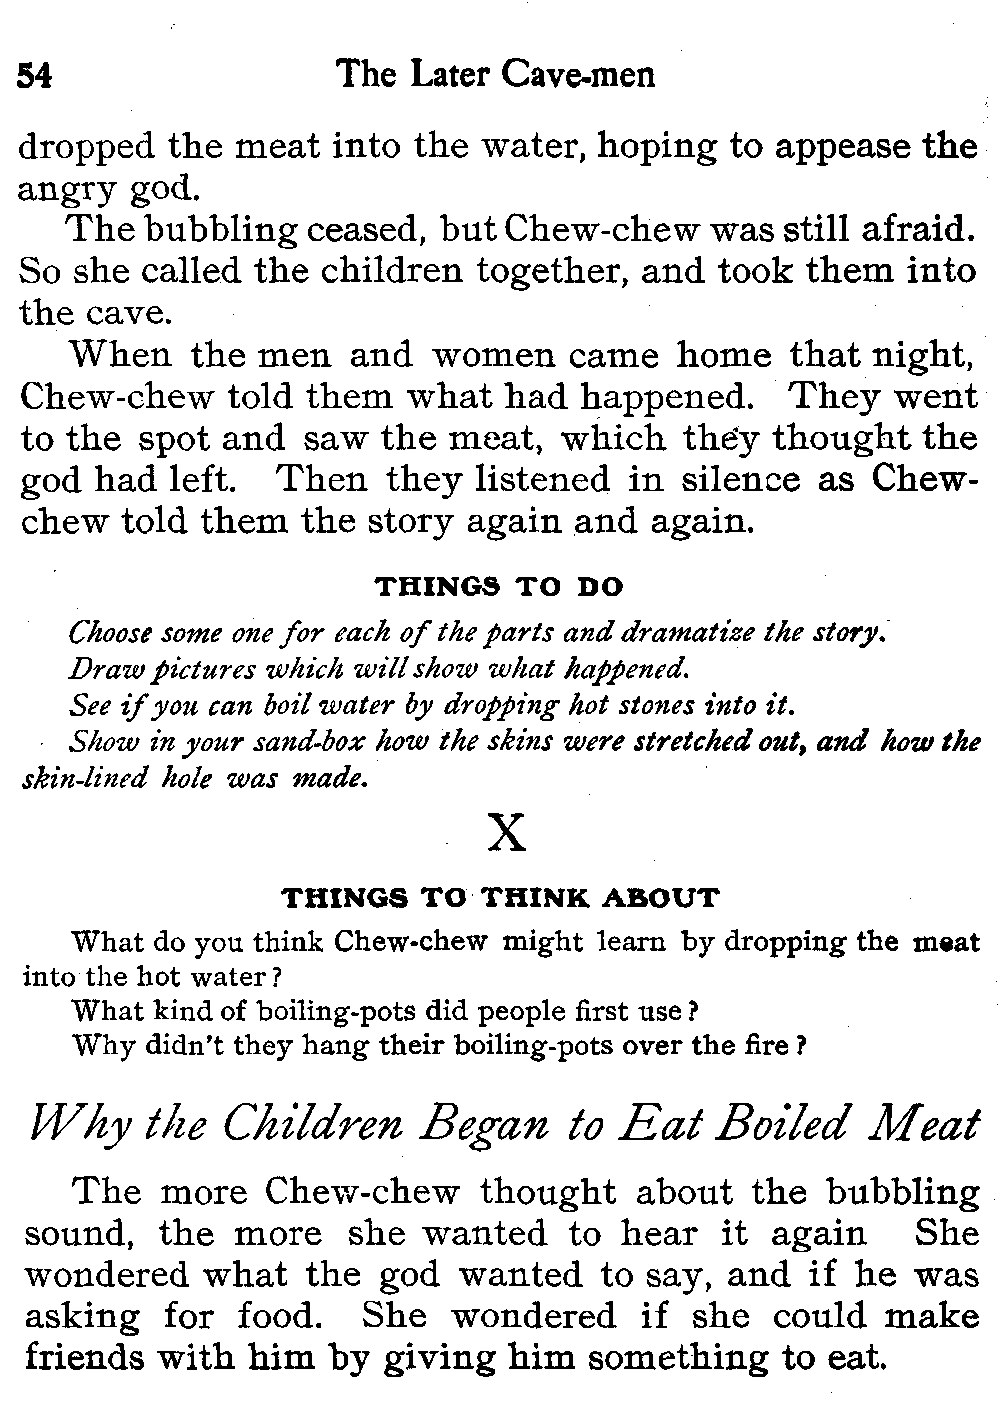 54 The Later Cave-men
dropped the meat into the water, hoping to appease the
angry god.
The bubbling ceased, but Chew-chew was still afraid.
So she called the children together, and took them into
the cave.
When the men and women came home that night,
Chew-chew told them what had happened. They went
to the spot and saw the meat, which they thought the
god had left. Then they listened in silence as Chew-
chew told them the story again and again.
THINGS TO DO
Choose some one for each of the parts and dramatize the story.
Draw pictures which will show what happened.
See if you can boil water by dropping hot stones into it.
Show in your sand-box how the skins were stretched out, and how the
skin-lined hole was made.
X
THINGS TO THINK ABOUT
What do you think Chew-chew might learn by dropping the meat
into the hot water?
What kind of boiling-pots did people first use?
Why didn't they hang their boiling-pots over the fire?
Why the Children Began to Eat Boiled Meat
The more Chew-chew thought about the bubbling
sound, the more she wanted to hear it again She
wondered what the god wanted to say, and if he was
asking for food. She wondered if she could make
friends with him by giving him something to eat.